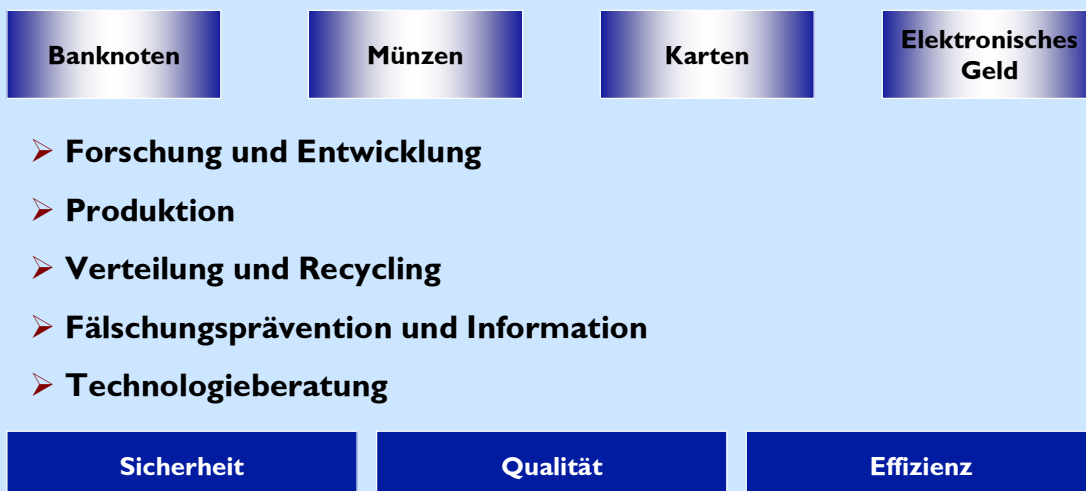 Banknoten
Münzen
Karten
Elektronisches
Geld
➢ Forschung und Entwicklung
➢ Produktion
➢ Verteilung und Recycling
➢ Fälschungsprävention und Information
➢ Technologieberatung
Sicherheit
Qualität
Effizienz